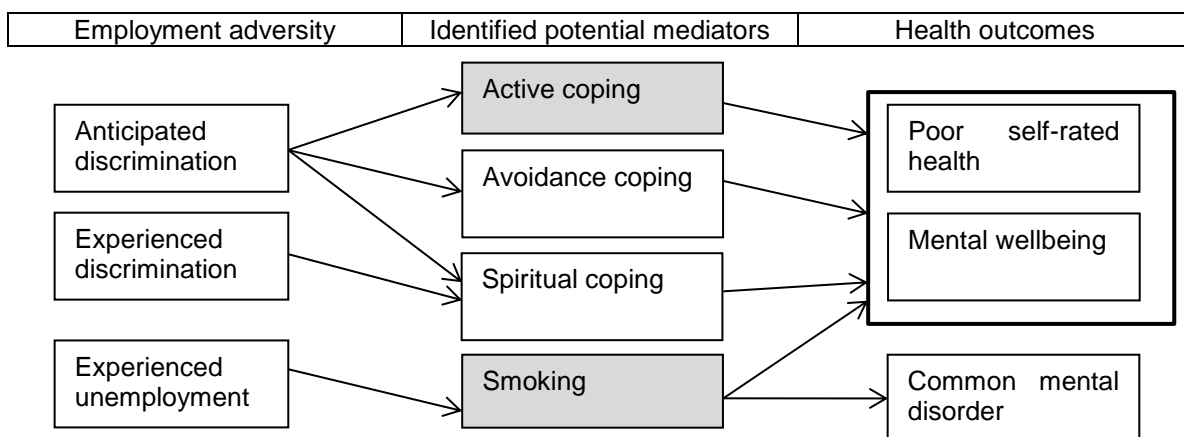 Employment adversity
Identified potential mediators
Health outcomes
Anticipated
discrimination
Experienced
discrimination
Experienced
unemployment
Active coping
Avoidance coping
Spiritual coping
Smoking
Poor self-rated
health
Mental wellbeing
Common mental
disorder